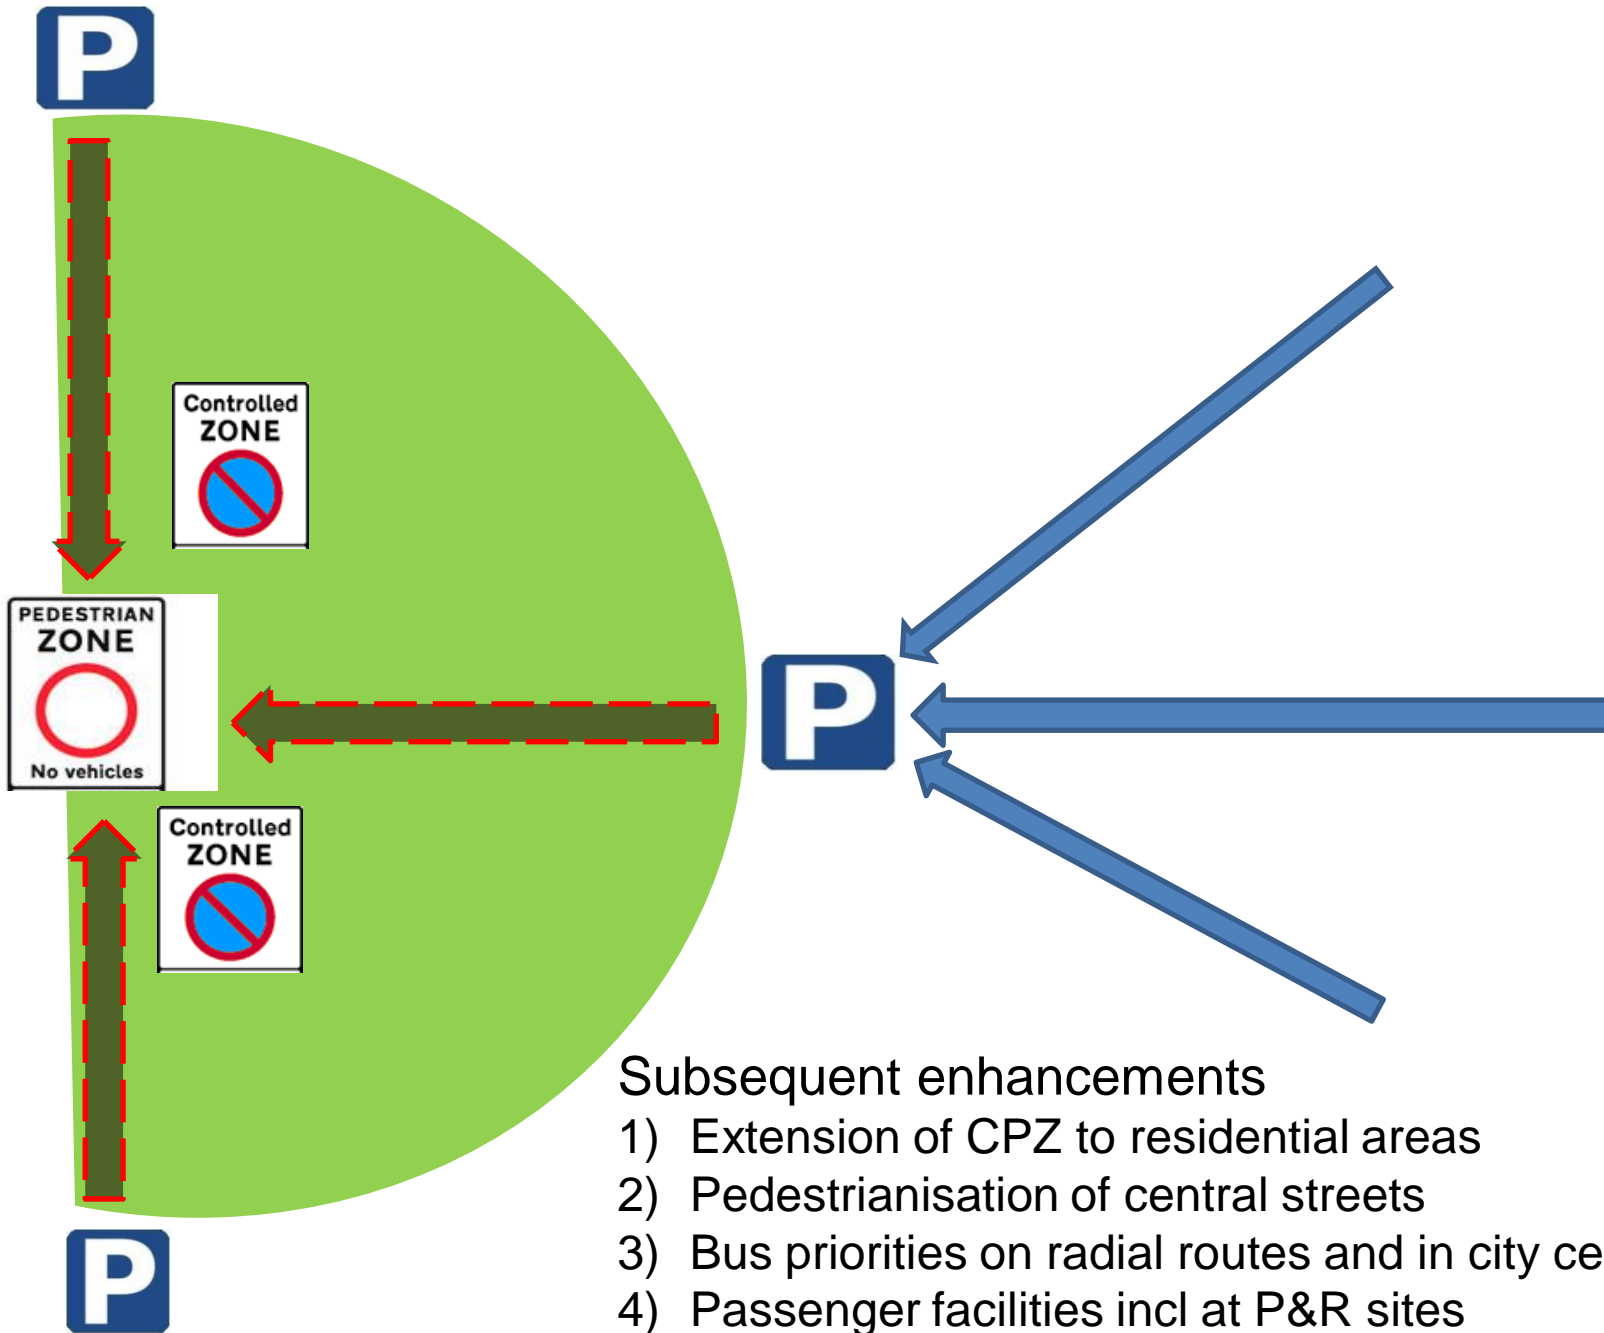 P
Controlled
ZONE
PEDESTRIAN
ZONE
No vehicles
P
Controlled
ZONE
Subsequent enhancements
1) Extension of CPZ to residential areas
2) Pedestrianisation of central streets
3) Bus priorities on radial routes and in city ce
4) Passenger facilities incl at P&R sites
P